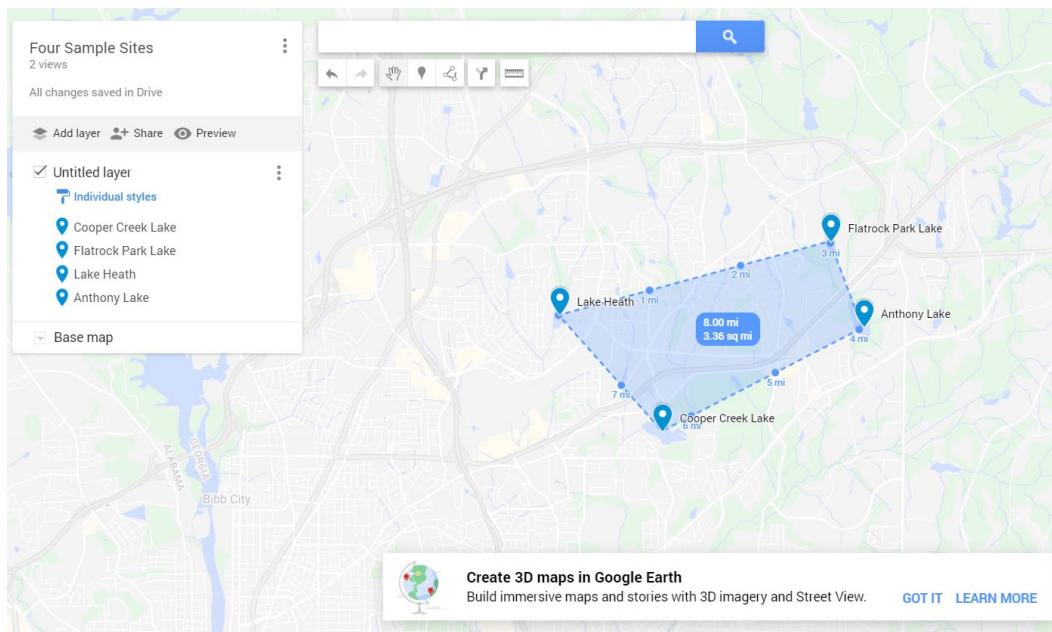 Four Sample Sites
2 views
All changes saved in Drive
Add layer Share Preview
Untitled layer
Individual styles
Cooper Creek Lake
Flatrock Park Lake
Lake Heath
Anthony Lake
Base map
Flatrock Park Lake
3 mi
2 mi
Lake Heath 1 mi
Anthony Lake
8.00 mi
3.36 sq mi
4 mi
5 mi
7 mi
Cooper Creek Lake
6 mi
ALABAMA
GEORGIA
Bibb City
Create 3D maps in Google Earth
Build immersive maps and stories with 3D imagery and Street View.
GOT IT LEARN MORE